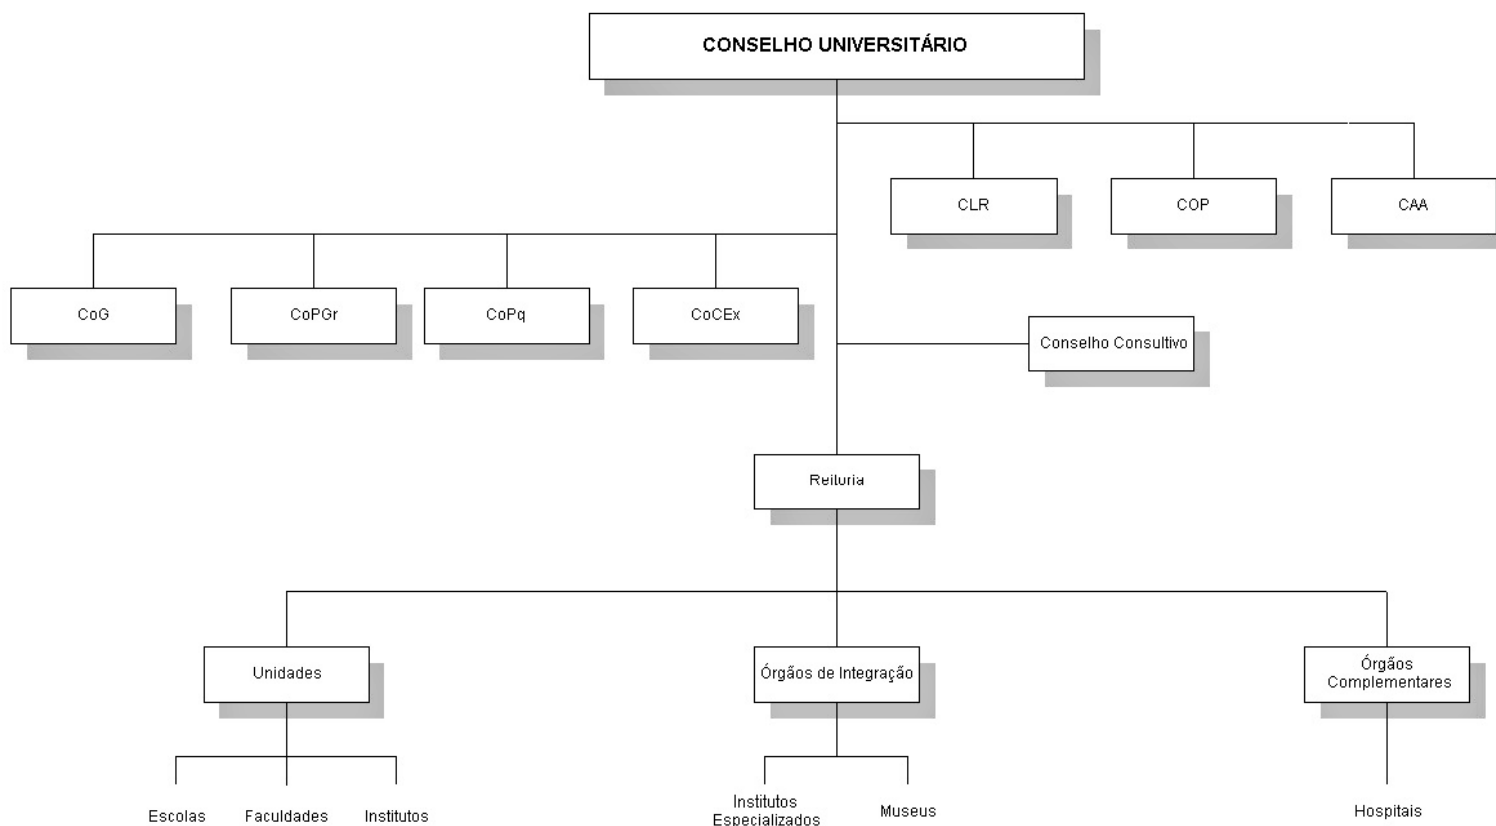 CONSELHO UNIVERSITÁRIO
CLR
COP
CAA
CoG
CoPGr
CoPq
CoCEx
Conselho Consultivo
Reitoria
Unidades
Órgãos de Integração
Órgãos
Complementares
Escolas
Faculdades
Institutos
Institutos
Especializados
Museus
Hospitais